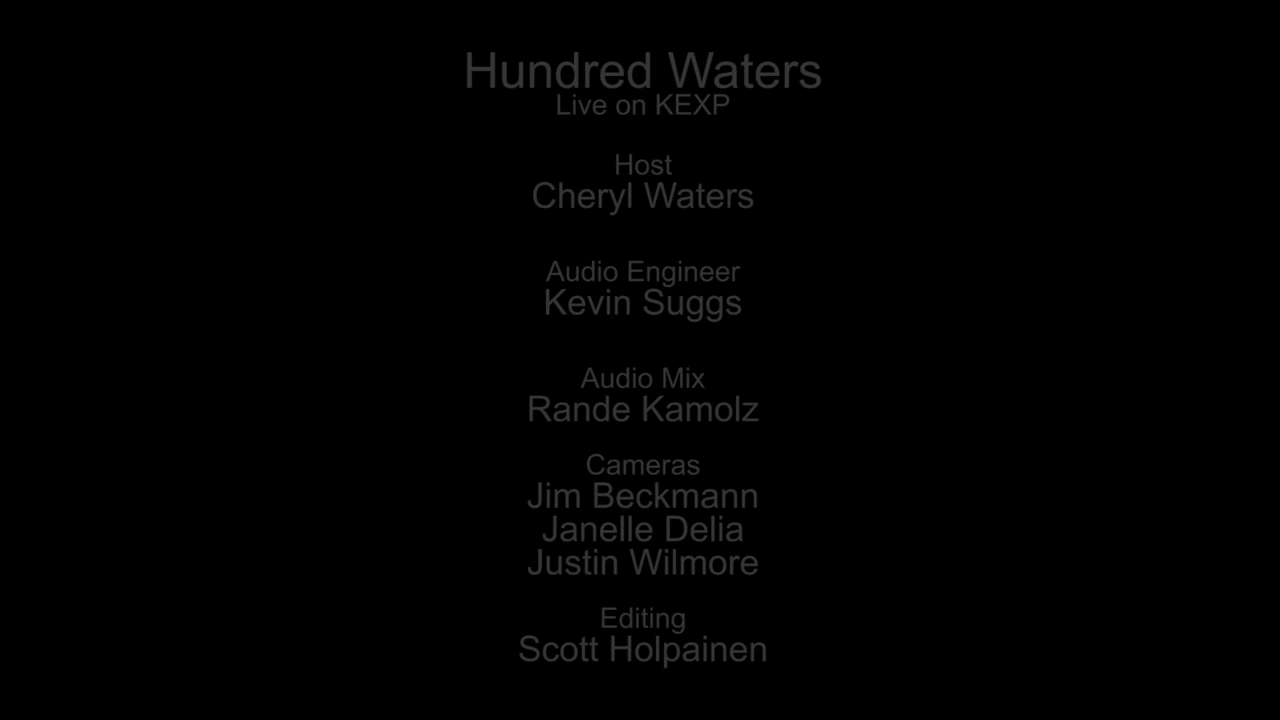 Hundred Waters
Live on KEXP
Host
Cheryl Waters
Audio Engineer
Kevin Suggs
Audio Mix
Rande Kamolz
Cameras
Jim Beckmann
Janelle Delia
Justin Wilmore
Editing
Scott Holpainen